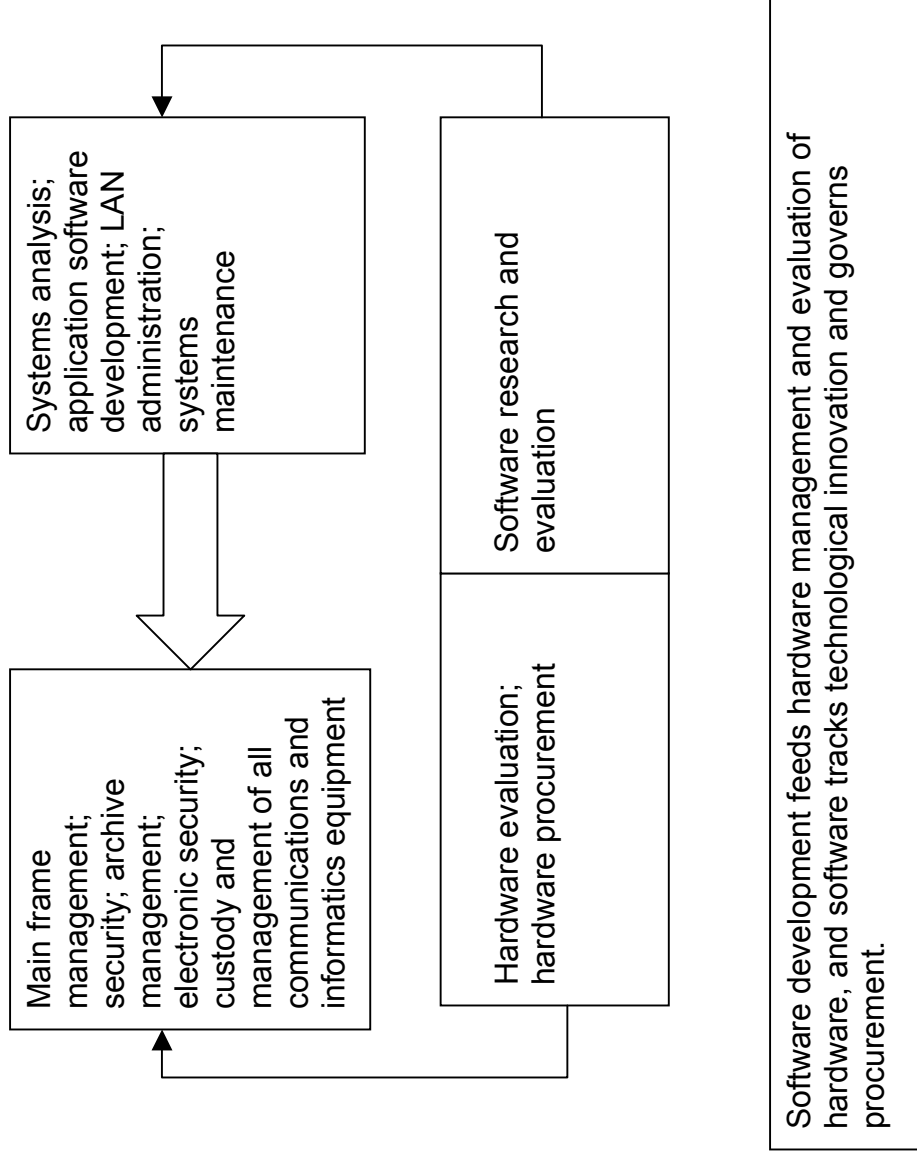 Main frame
management;
security; archive
management;
electronic security;
custody and
management of all
communications and
informatics equipment
Systems analysis;
application software
development; LAN
administration;
systems
maintenance
Hardware evaluation;
hardware procurement
Software research and
evaluation
Software development feeds hardware management and evaluation of
hardware, and software tracks technological innovation and governs
procurement.